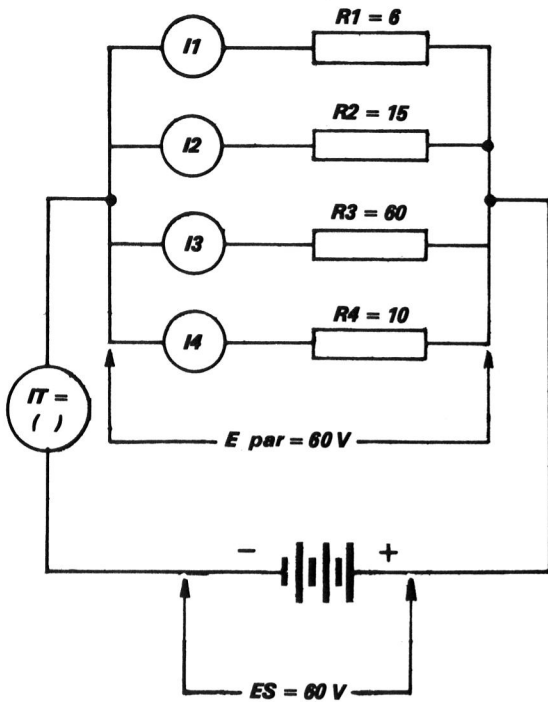 I1
R1 = 6
I2
R2 = 15
I3
R3 = 60
I4
R4 = 10
IT =
( )
E par = 60 V
- +
ES = 60 V